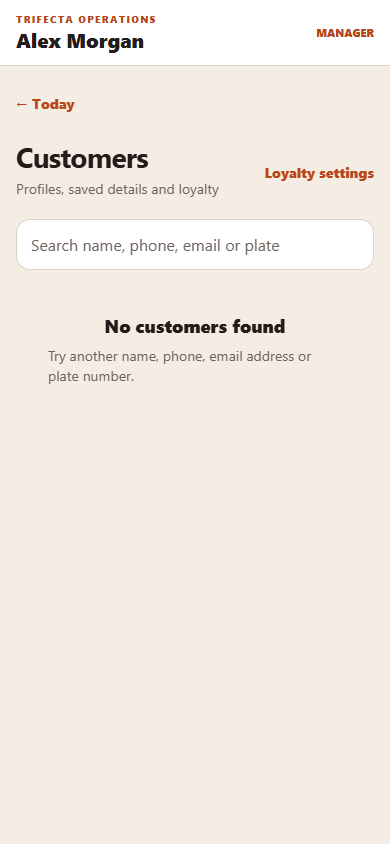 TRIFECTA OPERATIONS
Alex Morgan
MANAGER
← Today
Customers
Profiles, saved details and loyalty
Loyalty settings
Search name, phone, email or plate
No customers found
Try another name, phone, email address or
plate number.